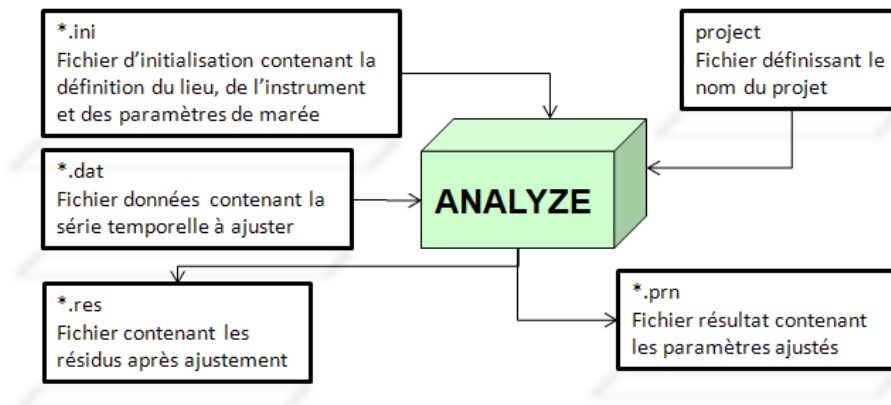 *.ini
Fichier d'initialisation contenant la
définition du lieu, de l'instrument
et des paramètres de marée
project
Fichier définissant le
nom du projet
*.dat
Fichier données contenant la
série temporelle à ajuster
ANALYZE
*.res
Fichier contenant les
résidus après ajustement
*.prn
Fichier résultat contenant
les paramètres ajustés